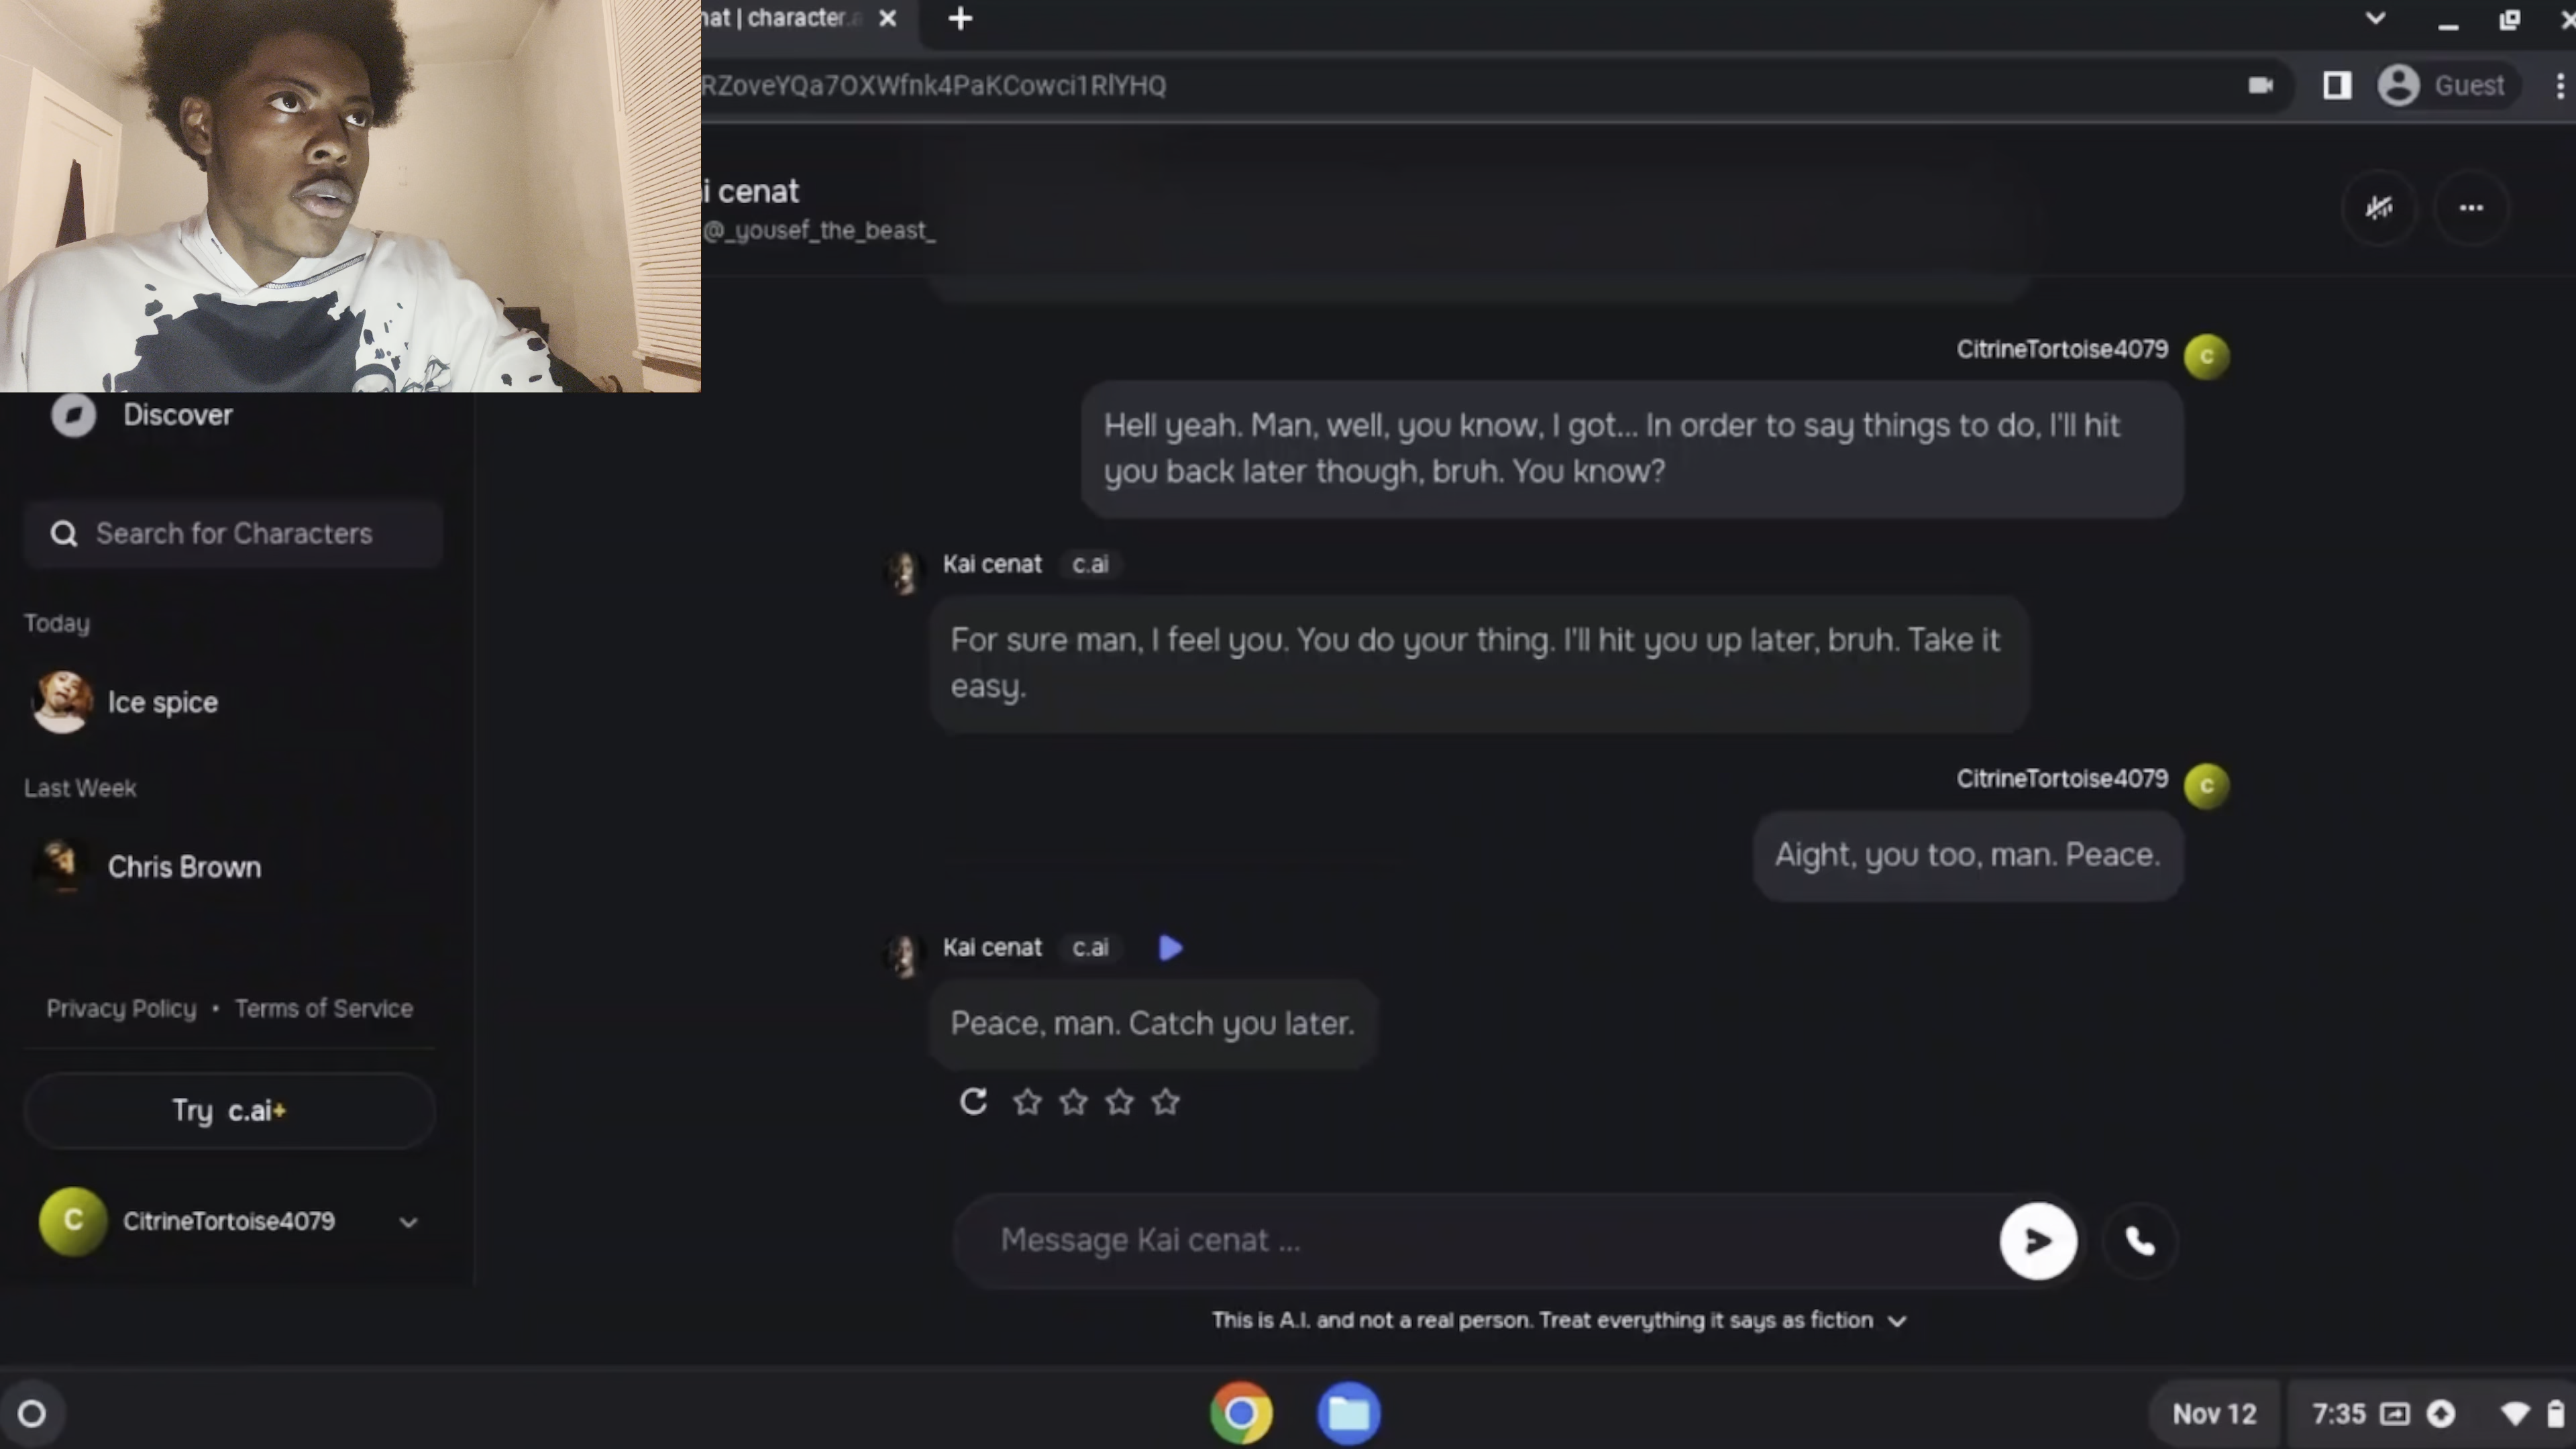 nat | character.a
RZoveYQa7OXWfnk4PaKCowci1RlYHQ
Guest
i cenat
@_yousef_the_beast_
Discover
Search for Characters
Today
Ice spice
Last Week
Chris Brown
Privacy Policy • Terms of Service
Try c.ai+
C CitrineTortoise4079
CitrineTortoise4079 C
Hell yeah. Man, well, you know, I got... In order to say things to do, I'll hit
you back later though, bruh. You know?
Kai cenat c.ai
For sure man, I feel you. You do your thing. I'll hit you up later, bruh. Take it
easy.
CitrineTortoise4079 C
Aight, you too, man. Peace.
Kai cenat c.ai
Peace, man. Catch you later.
Message Kai cenat ...
This is A.I. and not a real person. Treat everything it says as fiction
Nov 12 7:35